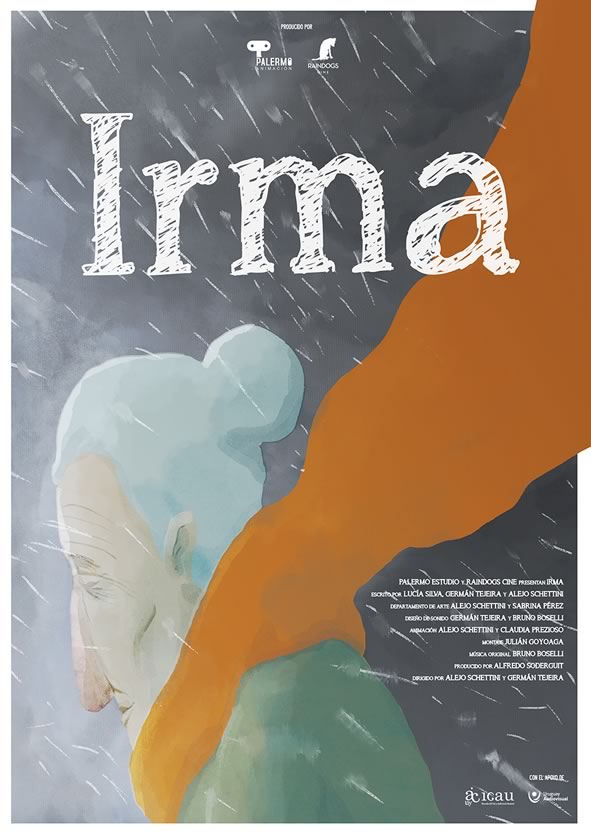 PRODUCIDO POR
PALERMO
ANIMACIÓN
RAINDOGS
CINE
Irma
PALERMO ESTUDIO Y RAINDOGS CINE PRESENTAN IRMA
ESCRITO POR LUCÍA SILVA, GERMÁN TEJEIRA Y ALEJO SCHETTINI
DEPARTAMENTO DE ARTE ALEJO SCHETTINI Y SABRINA PÉREZ
DISEÑO DE SONIDO GERMÁN TEJEIRA Y BRUNO BOSELLI
ANIMACIÓN ALEJO SCHETTINI Y CLAUDIA PREZIOSO
MONTAJE JULIÁN GOYOAGA
MÚSICA ORIGINAL BRUNO BOSELLI
PRODUCIDO POR ALFREDO SODERGUIT
DIRIGIDO POR ALEJO SCHETTINI Y GERMÁN TEJEIRA
CON EL APOYO DE
icau
Uruguay
Audiovisual